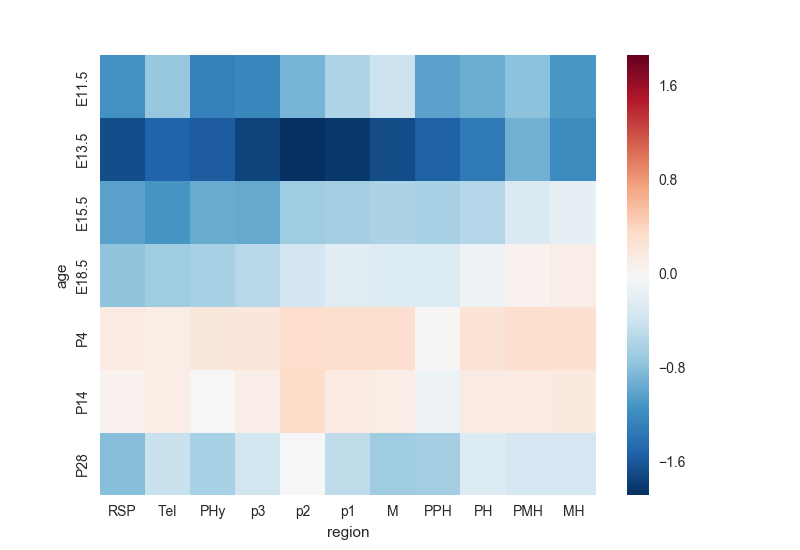 age
E11.5
E13.5
E15.5
E18.5
P4
P14
P28
RSP Tel PHy p3 p2 p1 M PPH PH PMH MH
region
1.6
0.8
0.0
−0.8
−1.6